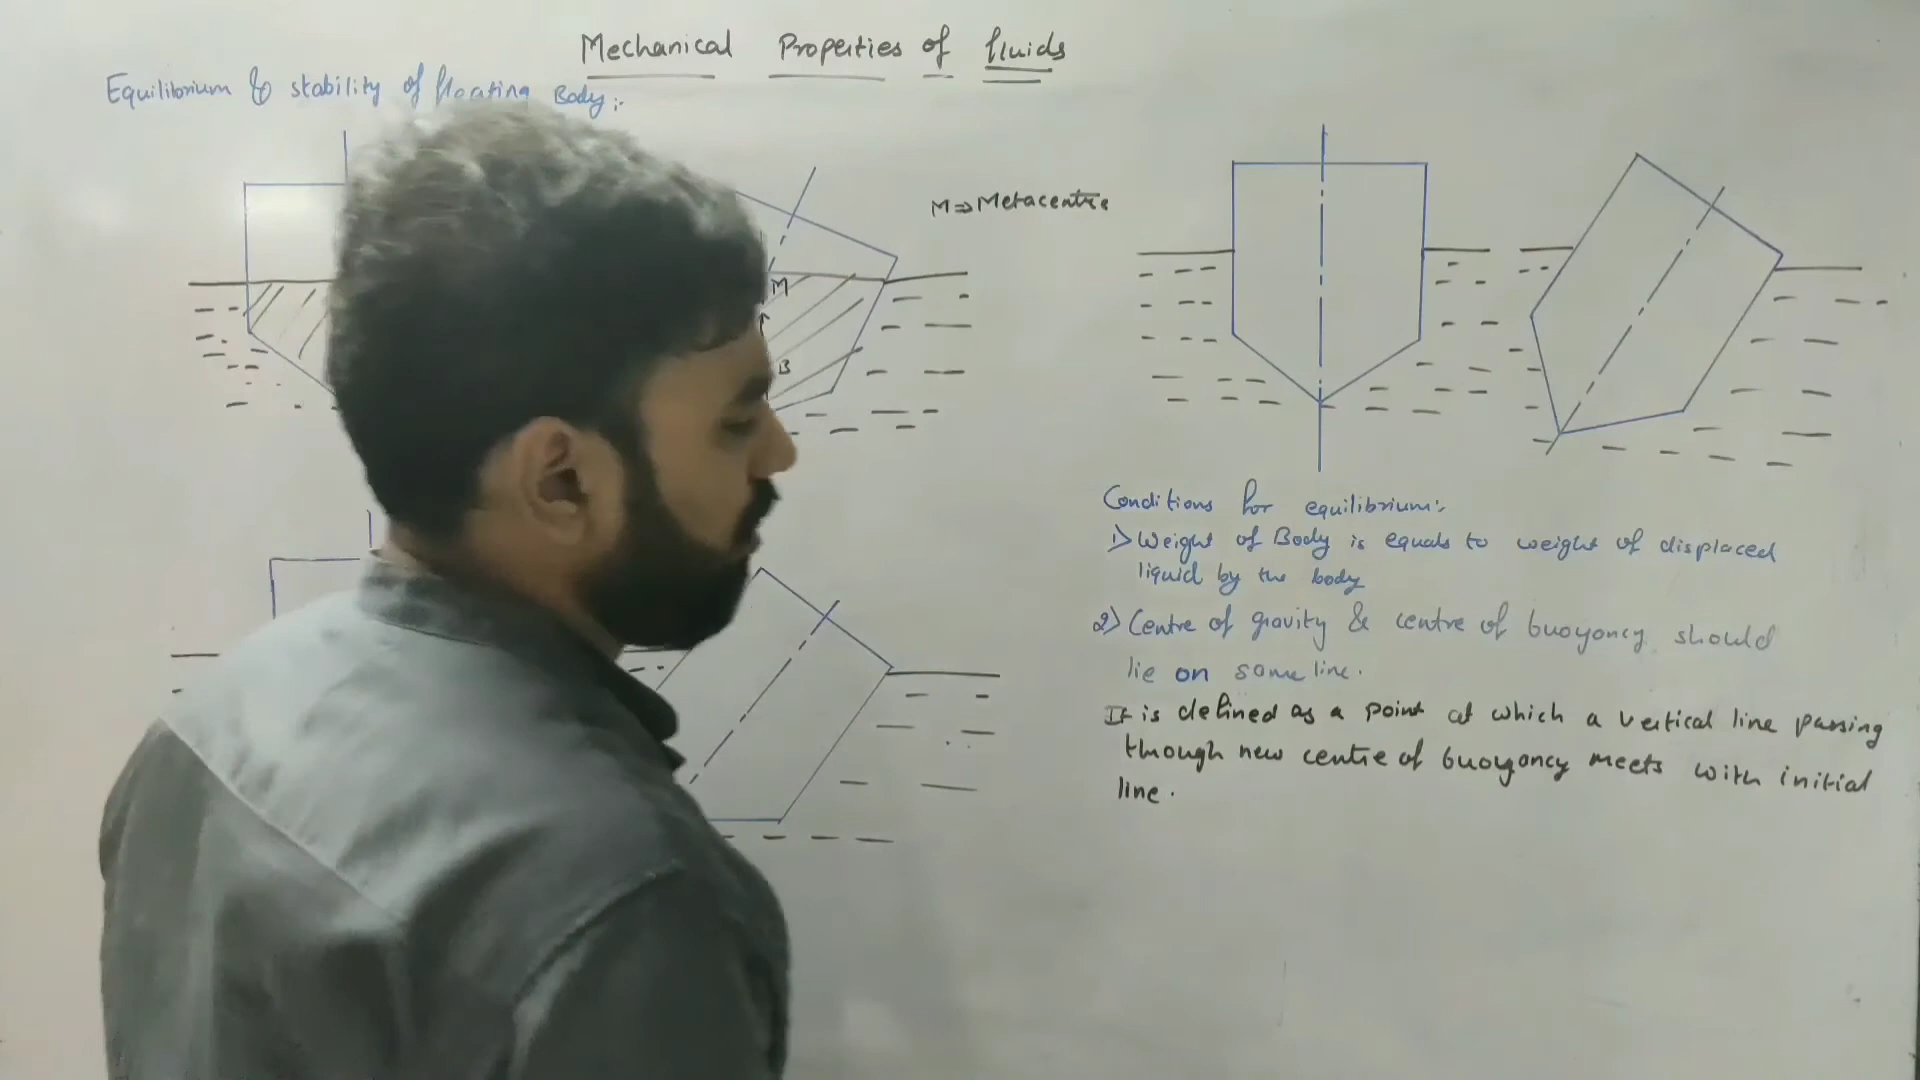 Mechanical Properties of fluids
Equilibrium & stability of floating Body:-
M⇒Metacentre
M
B
Conditions for equilibrium:-
1) Weight of Body is equals to weight of displaced
liquid by the body
2) Centre of gravity & centre of buoyoncy should
lie on same line.
It is defined as a point at which a vertical line passing
through new centre of buoyoncy meets with initial
line.